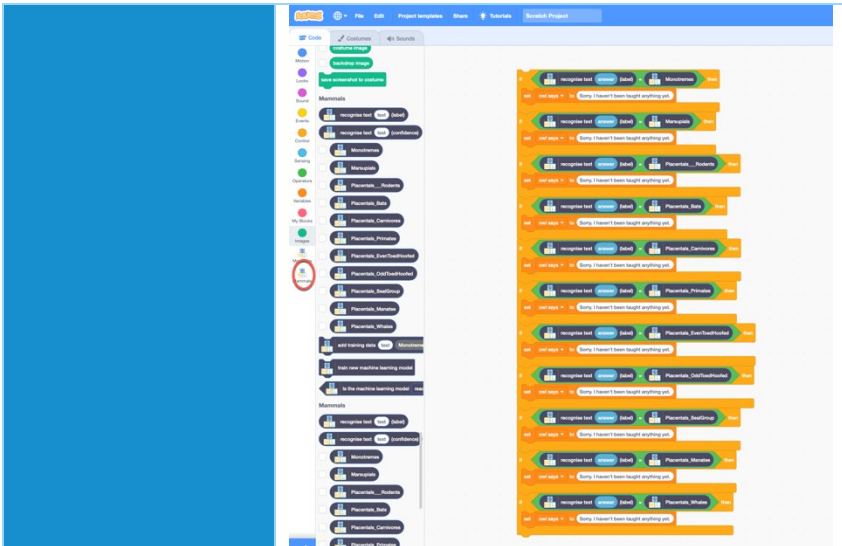 SCRATCH File Edit Project templates Share Tutorials Scratch Project
Code Costumes Sounds
Motion
Looks
Sound
Events
Control
Sensing
Operators
Variables
My Blocks
Images
Mammals
costume image
backdrop image
save screenshot to costume
Mammals
recognise text text (label)
recognise text text (confidence)
Monotremes
Marsupials
Placentals__Rodents
Placentals_Bats
Placentals_Carnivores
Placentals_Primates
Placentals_EvenToedHoofed
Placentals_OddToedHoofed
Placentals_SealGroup
Placentals_Manatee
Placentals_Whales
add training data text Monotreme
train new machine learning model
Is the machine learning model
Mammals
recognise text text (label)
recognise text text (confidence)
Monotremes
Marsupials
Placentals__Rodents
Placentals_Bats
Placentals_Carnivores
Placentals_Primates
if recognise text answer (label) = Monotremes then
set owl says to Sorry. I haven't been taught anything yet.
if recognise text answer (label) = Marsupials then
set owl says to Sorry. I haven't been taught anything yet.
if recognise text answer (label) = Placentals__Rodents then
set owl says to Sorry. I haven't been taught anything yet.
if recognise text answer (label) = Placentals_Bats then
set owl says to Sorry. I haven't been taught anything yet.
if recognise text answer (label) = Placentals_Carnivores then
set owl says to Sorry. I haven't been taught anything yet.
if recognise text answer (label) = Placentals_Primates then
set owl says to Sorry. I haven't been taught anything yet.
if recognise text answer (label) = Placentals_EvenToedHoofed then
set owl says to Sorry. I haven't been taught anything yet.
if recognise text answer (label) = Placentals_OddToedHoofed then
set owl says to Sorry. I haven't been taught anything yet.
if recognise text answer (label) = Placentals_SealGroup then
set owl says to Sorry. I haven't been taught anything yet.
if recognise text answer (label) = Placentals_Manatee then
set owl says to Sorry. I haven't been taught anything yet.
if recognise text answer (label) = Placentals_Whales then
set owl says to Sorry. I haven't been taught anything yet.